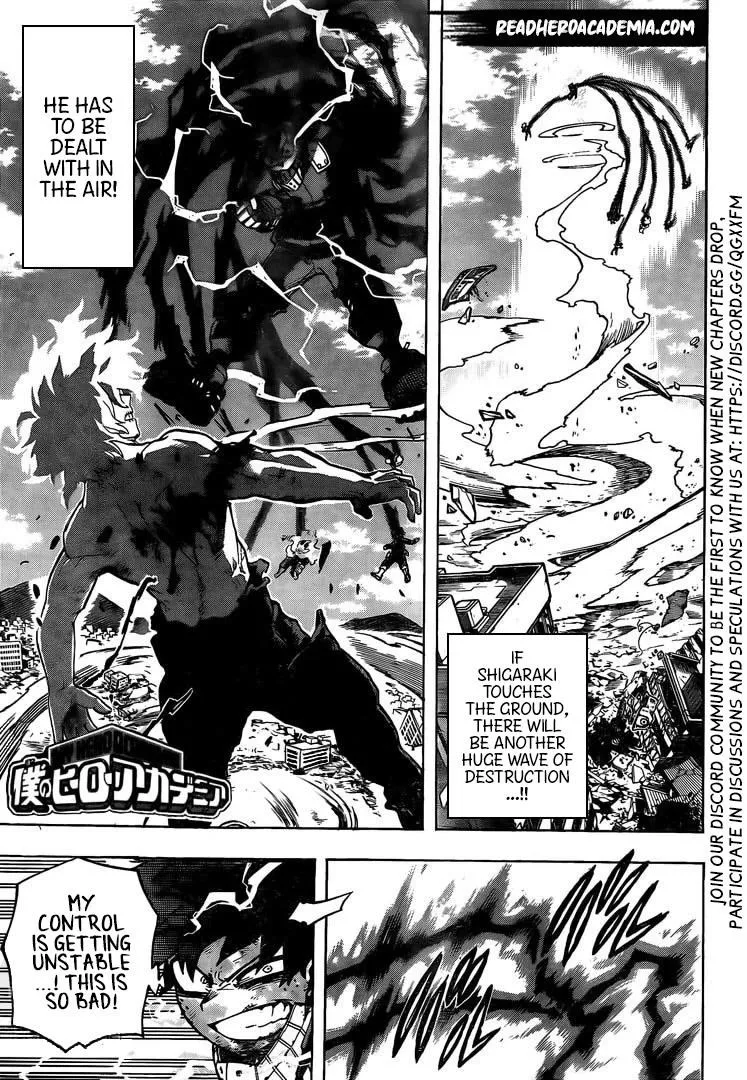 READHEROACADEMIA.COM
IF
SHIGARAKI
TOUCHES
THE GROUND,
THERE WILL
BE ANOTHER
HUGE WAVE OF
DESTRUCTION
...!!
HE HAS
TO BE
DEALT
WITH IN
THE AIR!
MY HERO ACADEMIA
僕のヒーローアカデミア
MY
CONTROL
IS GETTING
UNSTABLE
...! THIS IS
SO BAD!
JOIN OUR DISCORD COMMUNITY TO BE THE FIRST TO KNOW WHEN NEW CHAPTERS DROP,
PARTICIPATE IN DISCUSSIONS AND SPECULATIONS WITH US AT: HTTPS://DISCORD.GG/QGXXFM